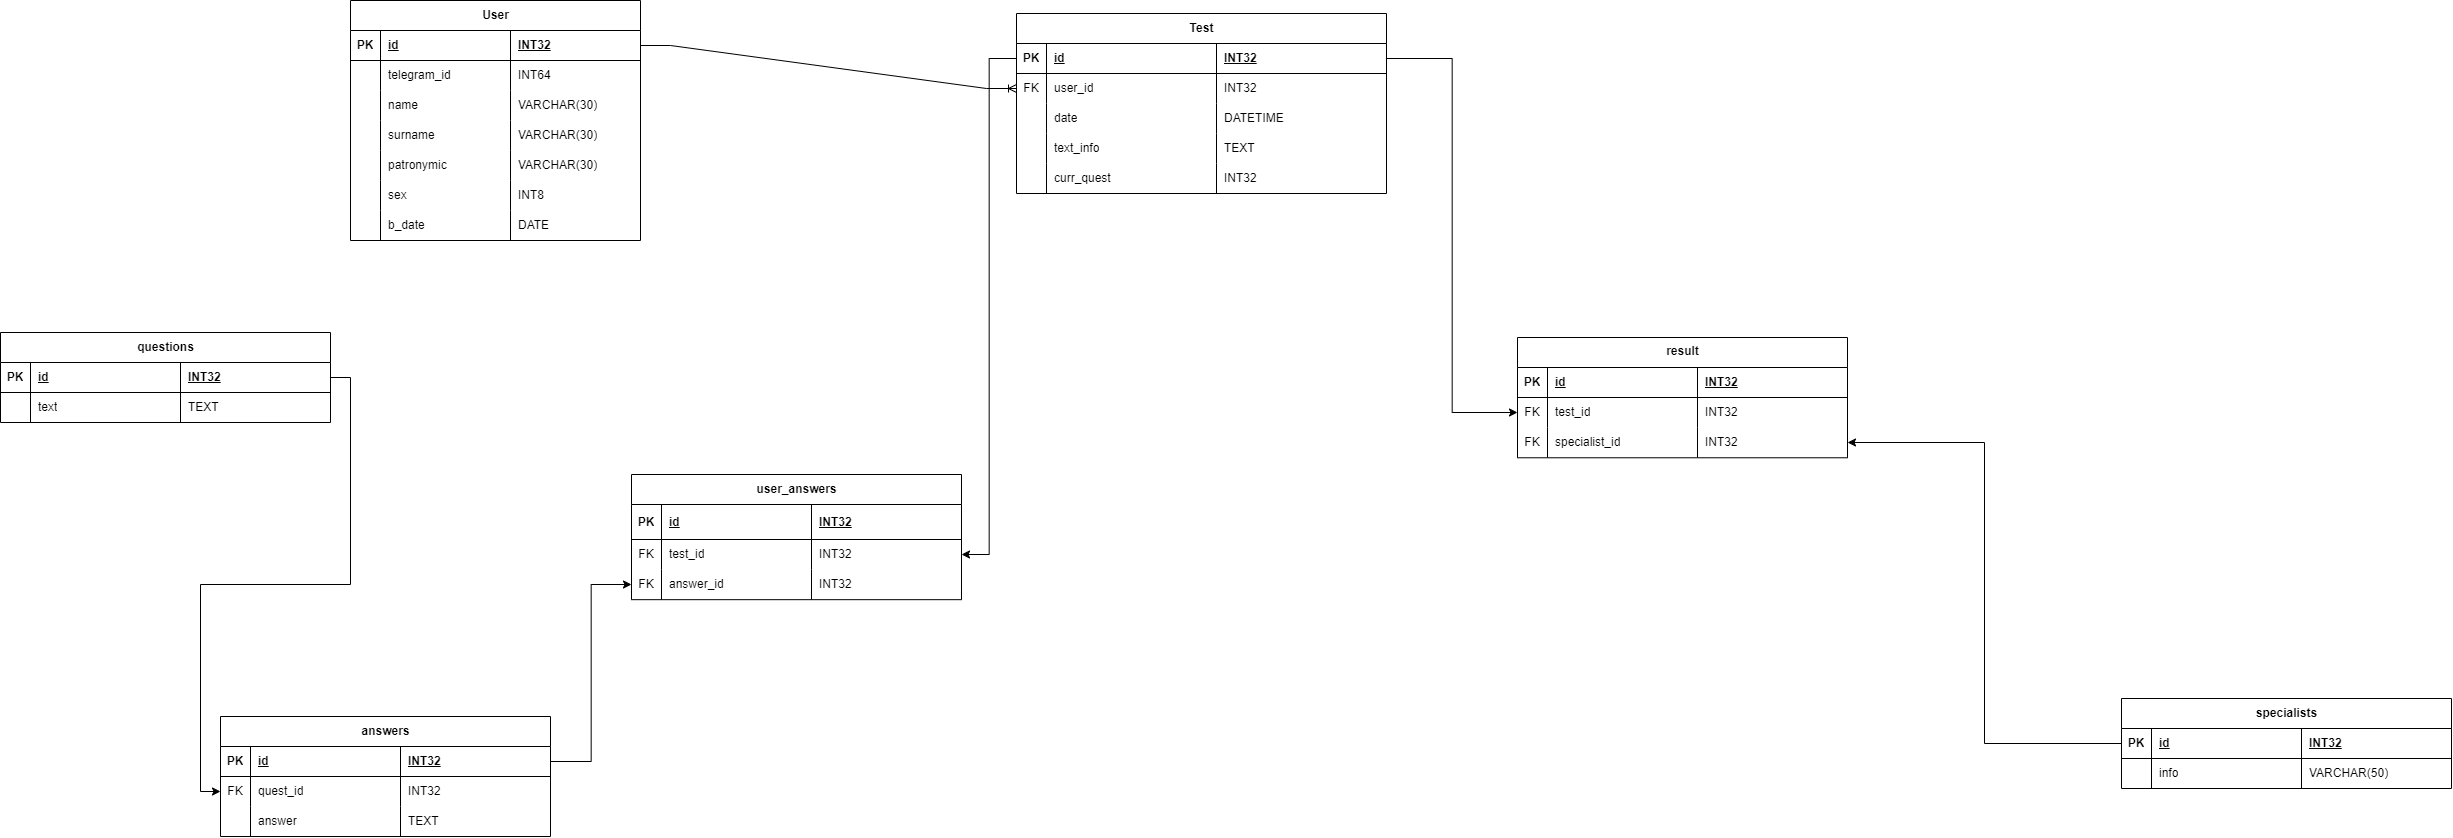 User
PK id INT32
telegram_id INT64
name VARCHAR(30)
surname VARCHAR(30)
patronymic VARCHAR(30)
sex INT8
b_date DATE
Test
PK id INT32
FK user_id INT32
date DATETIME
text_info TEXT
curr_quest INT32
questions
PK id INT32
text TEXT
result
PK id INT32
FK test_id INT32
FK specialist_id INT32
user_answers
PK id INT32
FK test_id INT32
FK answer_id INT32
answers
PK id INT32
FK quest_id INT32
answer TEXT
specialists
PK id INT32
info VARCHAR(50)